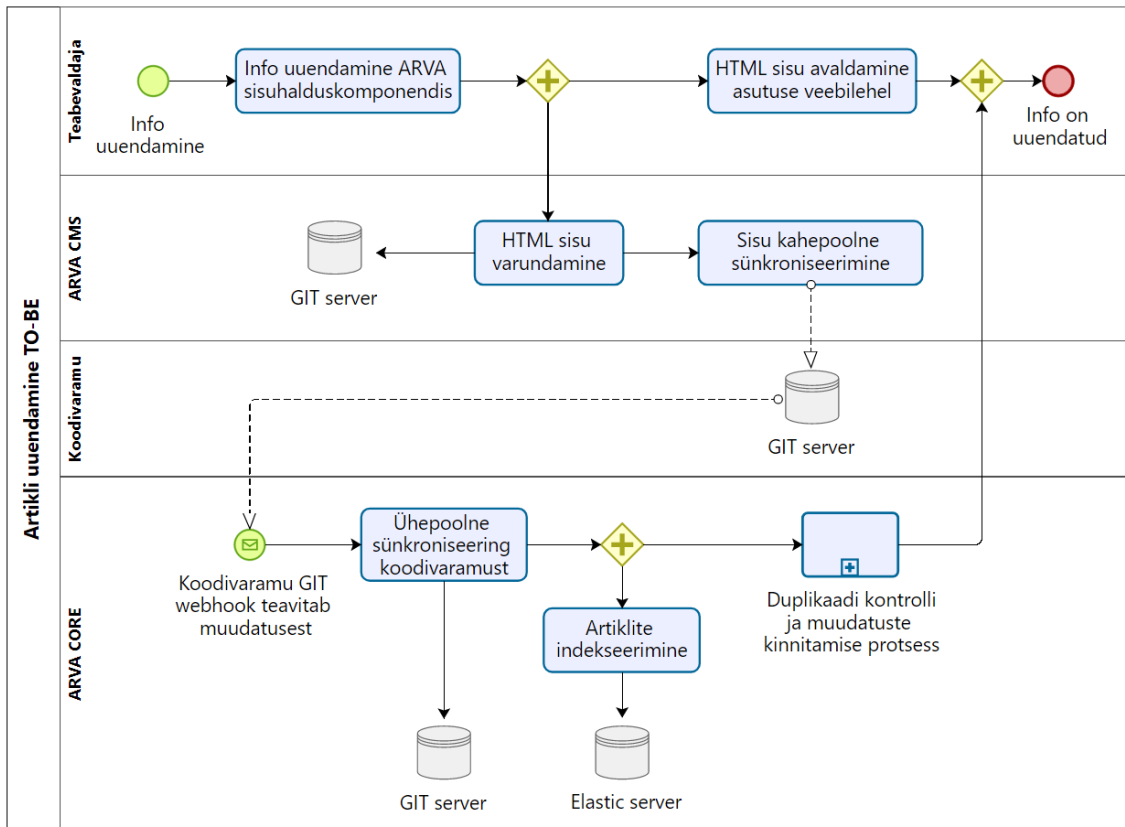 Artikli uuendamine TO-BE
Teabevaldaja
Info
uuendamine
Info uuendamine ARVA
sisuhalduskomponendis
HTML sisu avaldamine
asutuse veebilehel
Info on
uuendatud
ARVA CMS
GIT server
HTML sisu
varundamine
Sisu kahepoolne
sünkroniseerimine
Koodivaramu
GIT server
ARVA CORE
Koodivaramu GIT
webhook teavitab
muudatusest
Ühepoolne
sünkroniseering
koodivaramust
Artiklite
indekseerimine
Duplikaadi kontrolli
ja muudatuste
kinnitamise protsess
GIT server
Elastic server